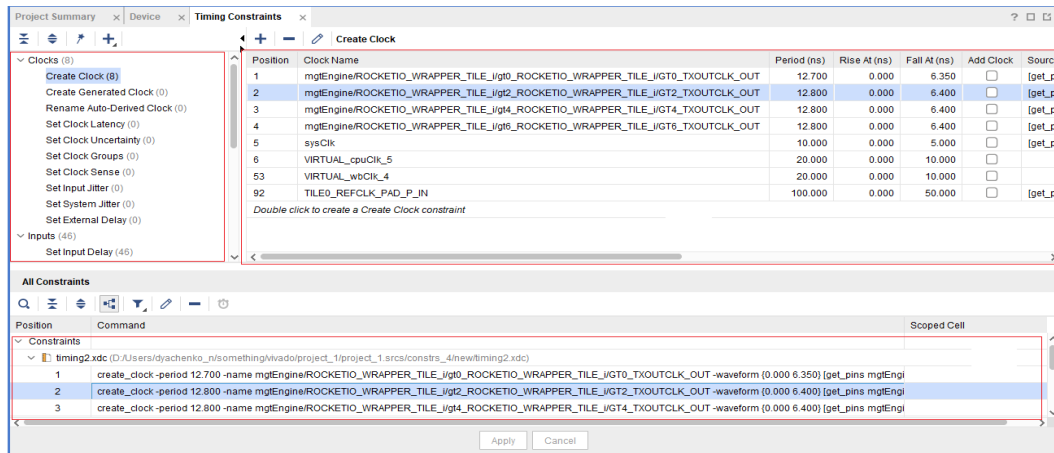 Project Summary × Device × Timing Constraints × ?
Create Clock
Clocks (8)
Create Clock (8)
Create Generated Clock (0)
Rename Auto-Derived Clock (0)
Set Clock Latency (0)
Set Clock Uncertainty (0)
Set Clock Groups (0)
Set Clock Sense (0)
Set Input Jitter (0)
Set System Jitter (0)
Set External Delay (0)
Inputs (46)
Set Input Delay (46)
Position Clock Name Period (ns) Rise At (ns) Fall At (ns) Add Clock Sourc
1 mgtEngine/ROCKETIO_WRAPPER_TILE_i/gt0_ROCKETIO_WRAPPER_TILE_i/GT0_TXOUTCLK_OUT 12.700 0.000 6.350 [get_p
2 mgtEngine/ROCKETIO_WRAPPER_TILE_i/gt2_ROCKETIO_WRAPPER_TILE_i/GT2_TXOUTCLK_OUT 12.800 0.000 6.400 [get_p
3 mgtEngine/ROCKETIO_WRAPPER_TILE_i/gt4_ROCKETIO_WRAPPER_TILE_i/GT4_TXOUTCLK_OUT 12.800 0.000 6.400 [get_p
4 mgtEngine/ROCKETIO_WRAPPER_TILE_i/gt6_ROCKETIO_WRAPPER_TILE_i/GT6_TXOUTCLK_OUT 12.800 0.000 6.400 [get_p
5 sysClk 10.000 0.000 5.000 [get_p
6 VIRTUAL_cpuClk_5 20.000 0.000 10.000
53 VIRTUAL_wbClk_4 20.000 0.000 10.000
92 TILE0_REFCLK_PAD_P_IN 100.000 0.000 50.000 [get_p
Double click to create a Create Clock constraint
All Constraints
Position Command Scoped Cell
Constraints
timing2.xdc (D:/Users/dyachenko_n/something/vivado/project_1/project_1.srcs/constrs_4/new/timing2.xdc)
1 create_clock -period 12.700 -name mgtEngine/ROCKETIO_WRAPPER_TILE_i/gt0_ROCKETIO_WRAPPER_TILE_i/GT0_TXOUTCLK_OUT -waveform {0.000 6.350} [get_pins mgtEngi
2 create_clock -period 12.800 -name mgtEngine/ROCKETIO_WRAPPER_TILE_i/gt2_ROCKETIO_WRAPPER_TILE_i/GT2_TXOUTCLK_OUT -waveform {0.000 6.400} [get_pins mgtEngi
3 create_clock -period 12.800 -name mgtEngine/ROCKETIO_WRAPPER_TILE_i/gt4_ROCKETIO_WRAPPER_TILE_i/GT4_TXOUTCLK_OUT -waveform {0.000 6.400} [get_pins mgtEngi
Apply Cancel